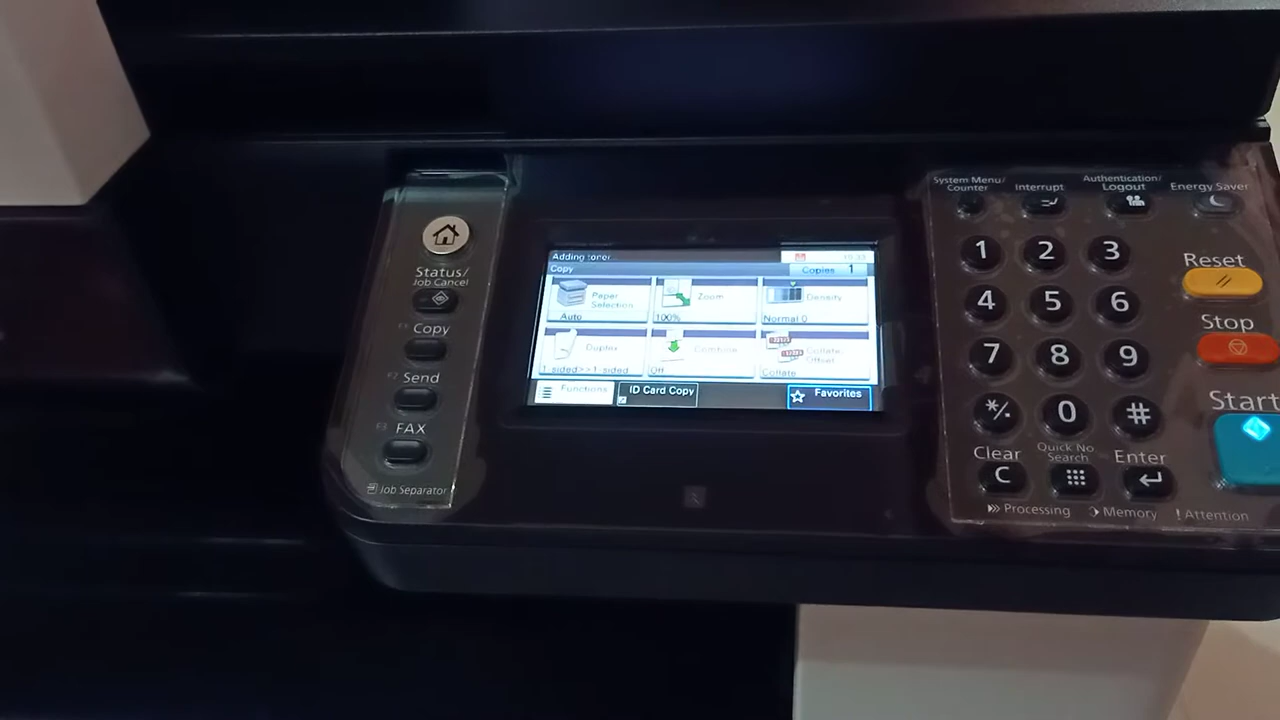 Adding toner
Copy
Copies 1
Paper
Selection
Auto
Zoom
100%
Density
Normal 0
Duplex
1 sided>>1 sided
Combine
Off
Collate/
Offset
Collate
Functions
ID Card Copy
Favorites
Status/
Job Cancel
F1 Copy
F2 Send
F3 FAX
Job Separator
System Menu/
Counter
Interrupt
Authentication/
Logout
Energy Saver
1 2 3
4 5 6
7 8 9
*/. 0 #
Reset
Stop
Start
Clear
C
Quick No
Search
Enter
Processing
Memory
! Attention